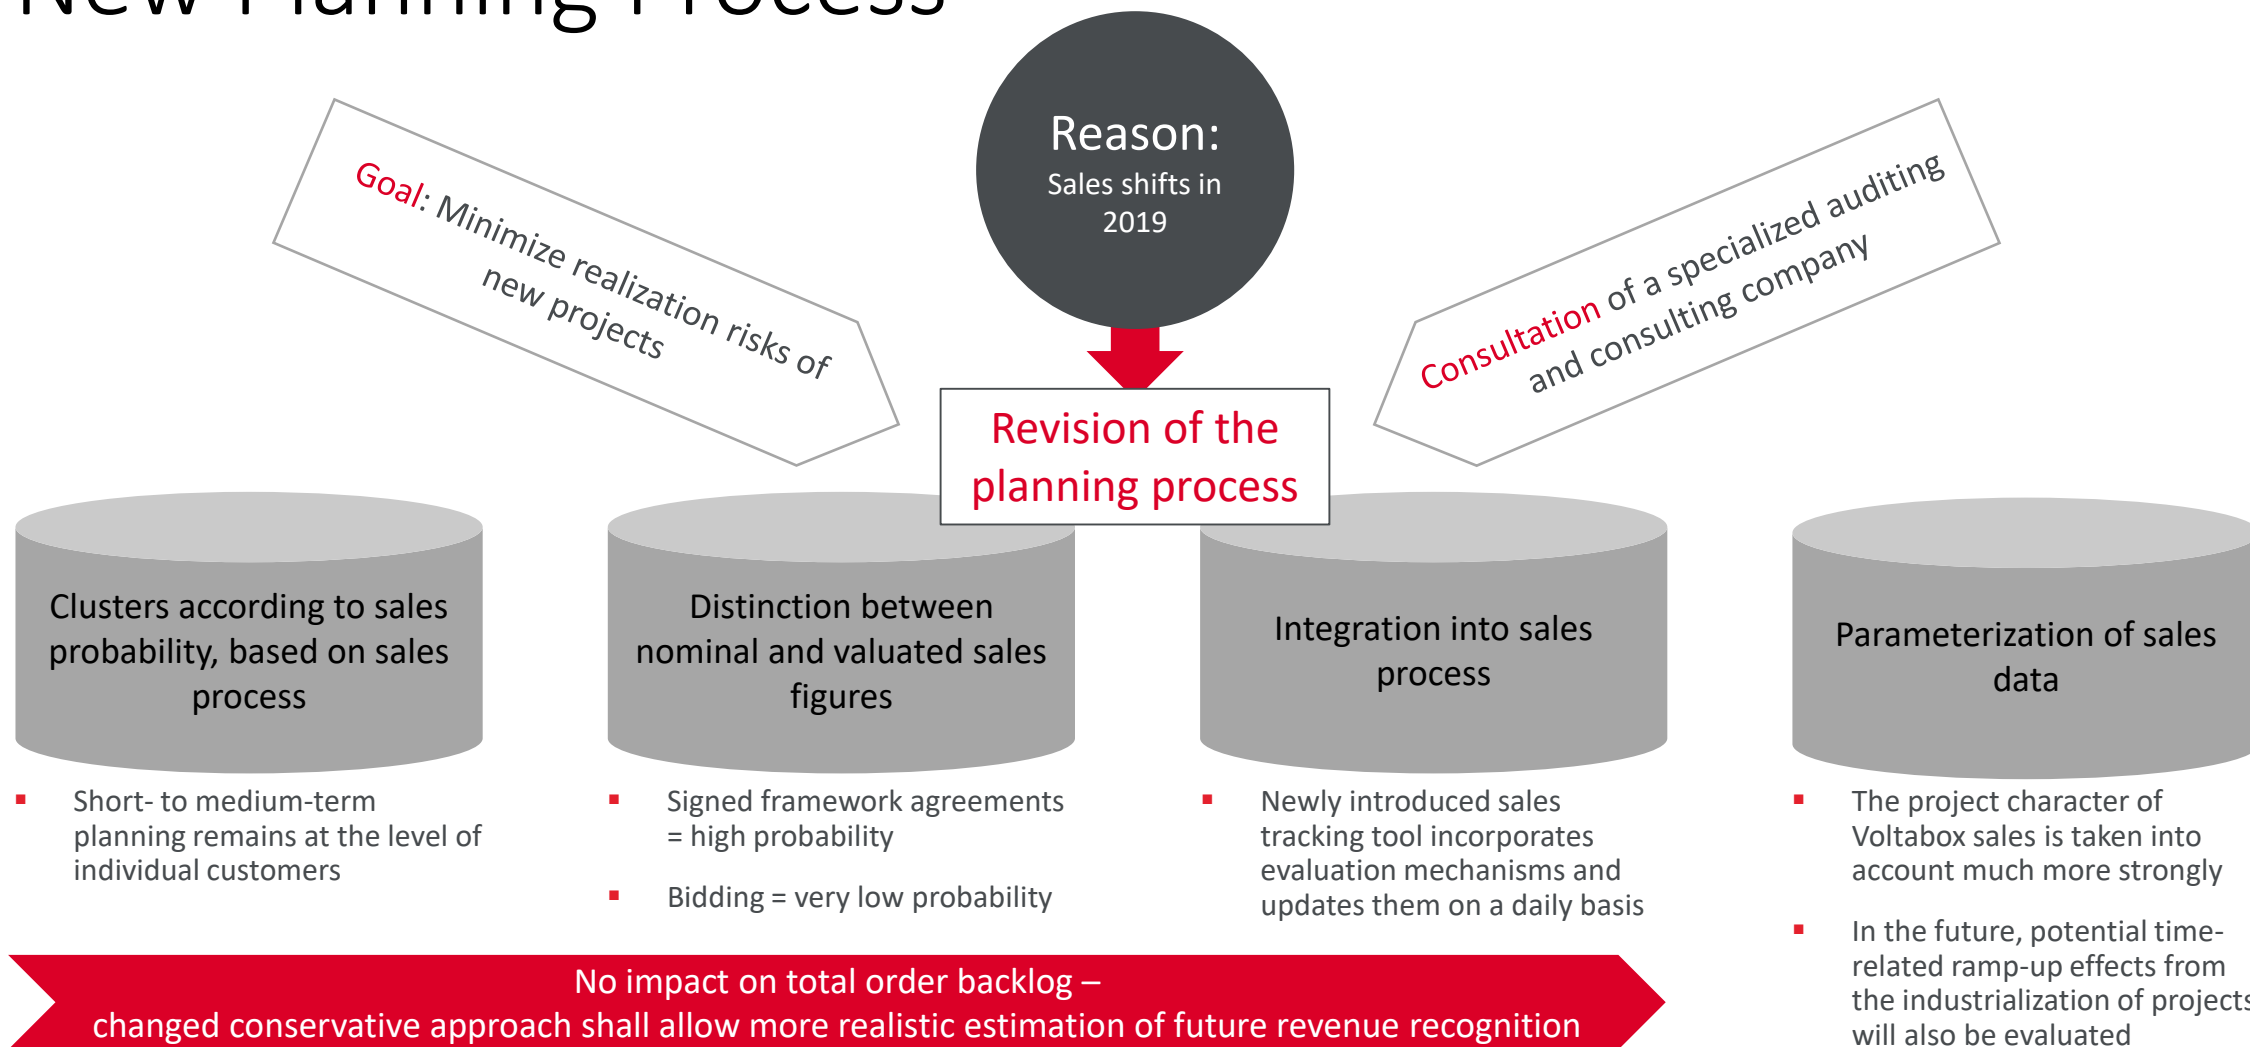 New Planning Process
Reason:
Sales shifts in
2019
Goal: Minimize realization risks of
new projects
Consultation of a specialized auditing
and consulting company
Revision of the
planning process
Clusters according to sales
probability, based on sales
process
Distinction between
nominal and valuated sales
figures
Integration into sales
process
Parameterization of sales
data
▪ Short- to medium-term
planning remains at the level of
individual customers
▪ Signed framework agreements
= high probability
▪ Bidding = very low probability
▪ Newly introduced sales
tracking tool incorporates
evaluation mechanisms and
updates them on a daily basis
▪ The project character of
Voltabox sales is taken into
account much more strongly
▪ In the future, potential time-
related ramp-up effects from
the industrialization of projects
will also be evaluated
No impact on total order backlog –
changed conservative approach shall allow more realistic estimation of future revenue recognition